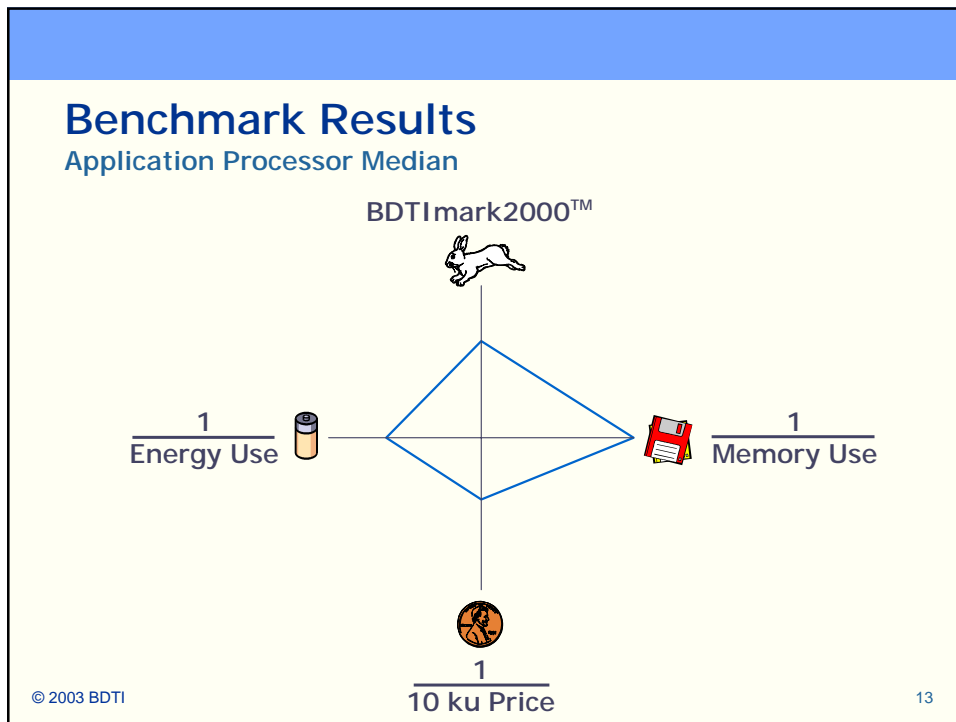 Benchmark Results
Application Processor Median
BDTImark2000™
1
Energy Use
1
Memory Use
1
10 ku Price
© 2003 BDTI
13